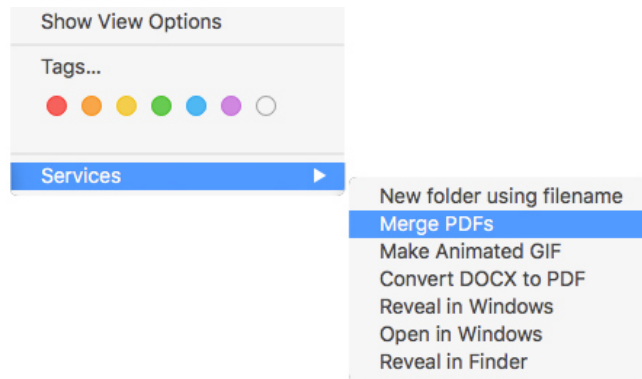 Show View Options
Tags...
Services
New folder using filename
Merge PDFs
Make Animated GIF
Convert DOCX to PDF
Reveal in Windows
Open in Windows
Reveal in Finder